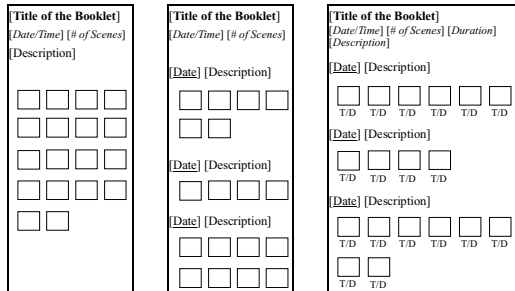 [Title of the Booklet]
[Date/Time] [# of Scenes]
[Description]
[Title of the Booklet]
[Date/Time] [# of Scenes]
[Date] [Description]
[Date] [Description]
[Date] [Description]
[Title of the Booklet]
[Date/Time] [# of Scenes] [Duration]
[Description]
[Date] [Description]
T/D T/D T/D T/D T/D T/D
[Date] [Description]
T/D T/D T/D T/D
[Date] [Description]
T/D T/D T/D T/D T/D T/D
T/D T/D